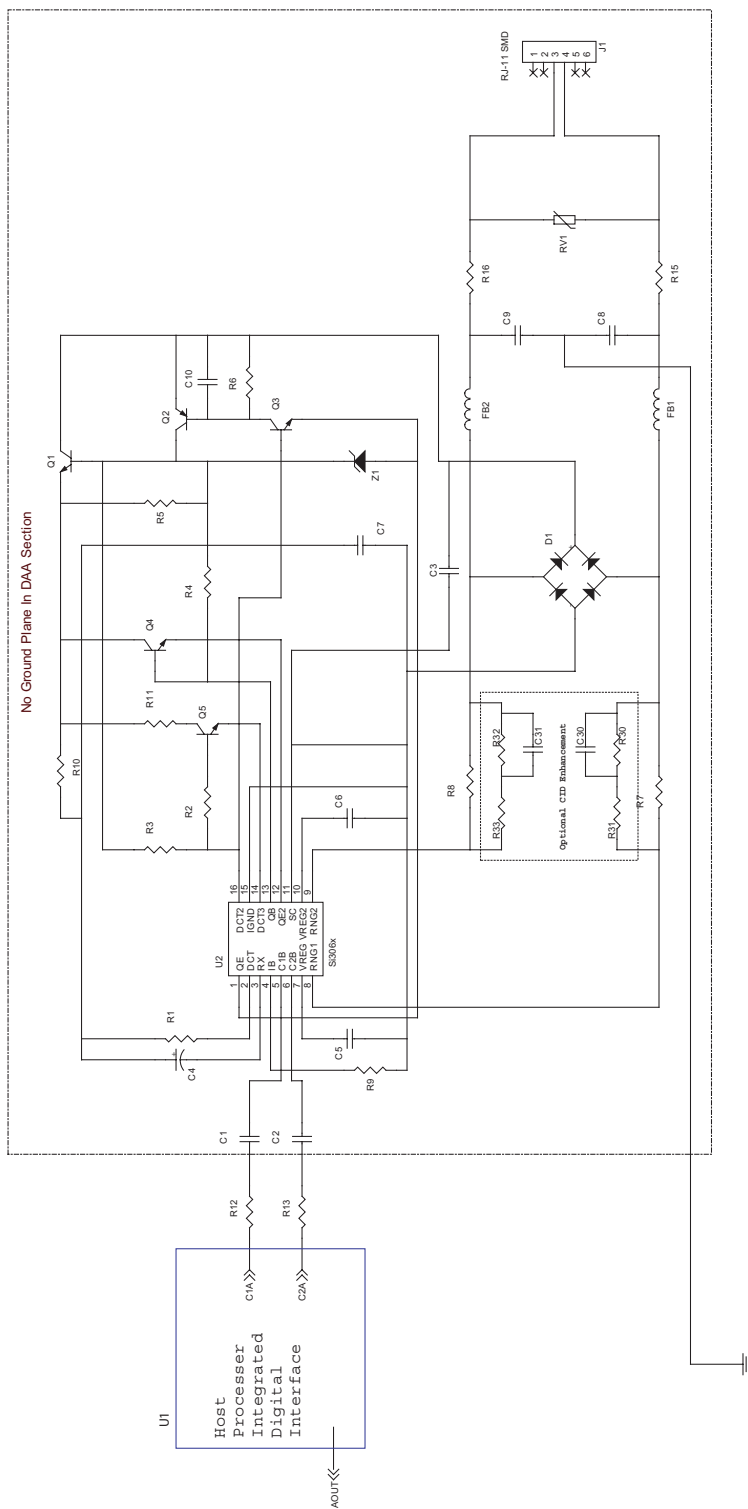 No Ground Plane In DAA Section
RJ-11 SMD
1
2
3
4
5
6
J1
RV1
R16
R15
C9
C8
FB2
FB1
Q1
Q2
C10
R6
Q3
Z1
R5
R4
C7
C3
D1
+
-
Q4
R11
Q5
R10
R3
R2
C6
R8
R7
R32
C31
R33
Optional CID Enhancement
C30
R30
R31
U2
Si306x
1 QE DCT2 16
2 DCT IGND 15
3 RX DCT3 14
4 IB QB 13
5 C1B QE2 12
6 C2B SC 11
7 VREG VREG2 10
8 RNG1 RNG2 9
R1
+
C4
C5
R9
C1
C2
R12
R13
C1A
C2A
U1
Host
Processer
Integrated
Digital
Interface
AOUT